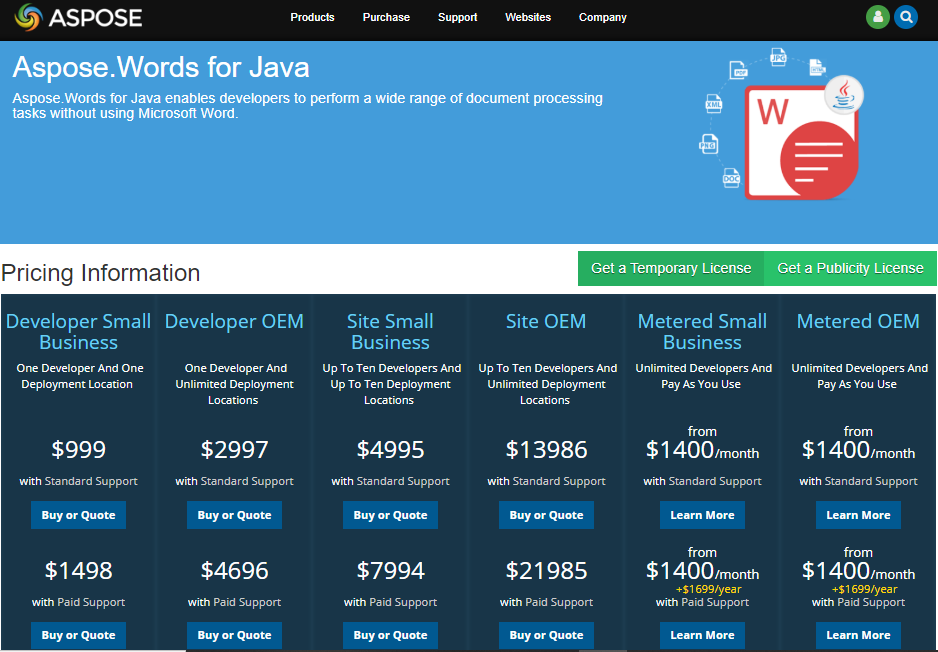 ASPOSE
Products
Purchase
Support
Websites
Company
Aspose.Words for Java
Aspose.Words for Java enables developers to perform a wide range of document processing
tasks without using Microsoft Word.
JPG
PDF
HTML
XML
PNG
DOC
W
Pricing Information
Get a Temporary License
Get a Publicity License
Developer Small
Business
One Developer And One
Deployment Location
$999
with Standard Support
Buy or Quote
$1498
with Paid Support
Buy or Quote
Developer OEM
One Developer And
Unlimited Deployment
Locations
$2997
with Standard Support
Buy or Quote
$4696
with Paid Support
Buy or Quote
Site Small
Business
Up To Ten Developers And
Up To Ten Deployment
Locations
$4995
with Standard Support
Buy or Quote
$7994
with Paid Support
Buy or Quote
Site OEM
Up To Ten Developers And
Unlimited Deployment
Locations
$13986
with Standard Support
Buy or Quote
$21985
with Paid Support
Buy or Quote
Metered Small
Business
Unlimited Developers And
Pay As You Use
from
$1400/month
with Standard Support
Learn More
from
$1400/month
+$1699/year
with Paid Support
Learn More
Metered OEM
Unlimited Developers And
Pay As You Use
from
$1400/month
with Standard Support
Learn More
from
$1400/month
+$1699/year
with Paid Support
Learn More